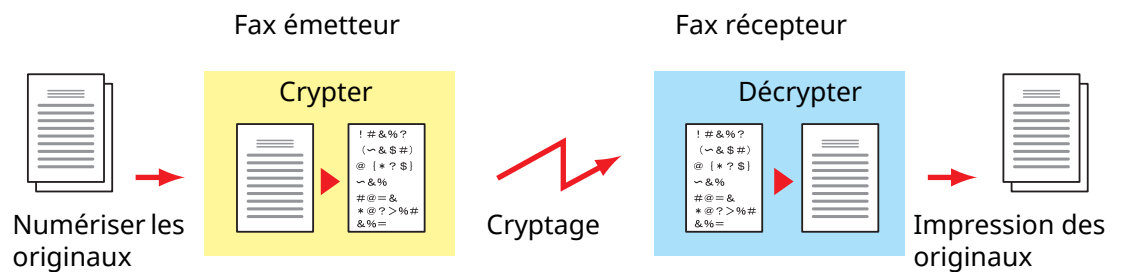 Fax émetteur
Fax récepteur
Crypter
Décrypter
!#&%?
(∽&$#)
@{*?$}
∽&%
#@=&
*@?>%#
&%=
!#&%?
(∽&$#)
@{*?$}
∽&%
#@=&
*@?>%#
&%=
Numériser les
originaux
Cryptage
Impression des
originaux